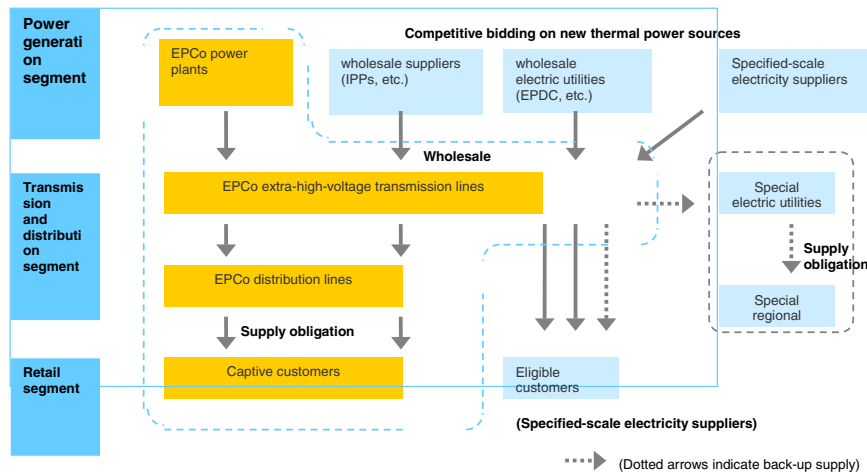 Power
generati
on
segment
Competitive bidding on new thermal power sources
EPCo power
plants
wholesale suppliers
(IPPs, etc.)
wholesale
electric utilities
(EPDC, etc.)
Specified-scale
electricity suppliers
Wholesale
Transmiss
ion
and
distributi
on
segment
EPCo extra-high-voltage transmission lines
Special
electric utilities
Supply
obligation
EPCo distribution lines
Special
regional
Supply obligation
Retail
segment
Captive customers
Eligible
customers
(Specified-scale electricity suppliers)
(Dotted arrows indicate back-up supply)